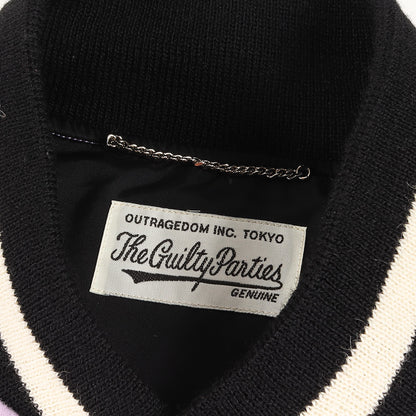 OUTRAGEDOM INC. TOKYO
The Guilty Parties
GENUINE